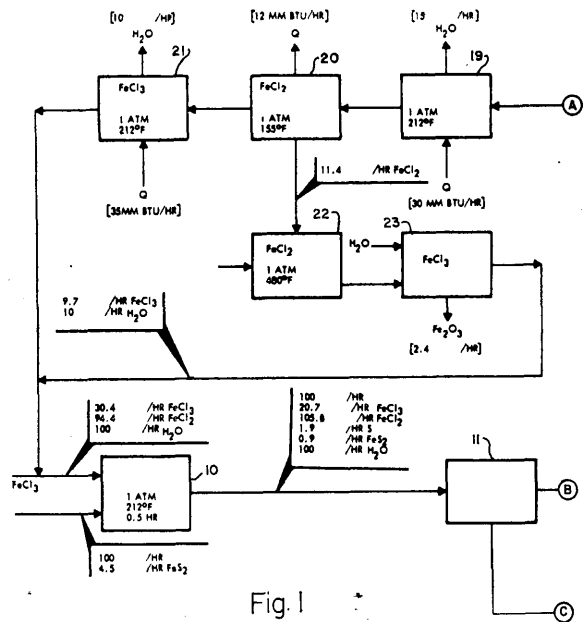 [10 /HR]
H2O
[12 MM BTU/HR]
Q
[15 /HR]
H2O
21
20
19
FeCl3
1 ATM
212°F
FeCl2
1 ATM
155°F
1 ATM
212°F
A
Q
[35MM BTU/HR]
11.4 /HR FeCl2
Q
[30 MM BTU/HR]
22
23
FeCl2
1 ATM
480°F
H2O
FeCl3
Fe2O3
[2.4 /HR]
9.7 /HR FeCl3
10 /HR H2O
30.4 /HR FeCl3
94.4 /HR FeCl2
100 /HR H2O
100 /HR
20.7 /HR FeCl3
105.8 /HR FeCl2
1.9 /HR S
0.9 /HR FeS2
100 /HR H2O
FeCl3
10
1 ATM
212°F
0.5 HR
11
B
100 /HR
4.5 /HR FeS2
C
Fig. 1